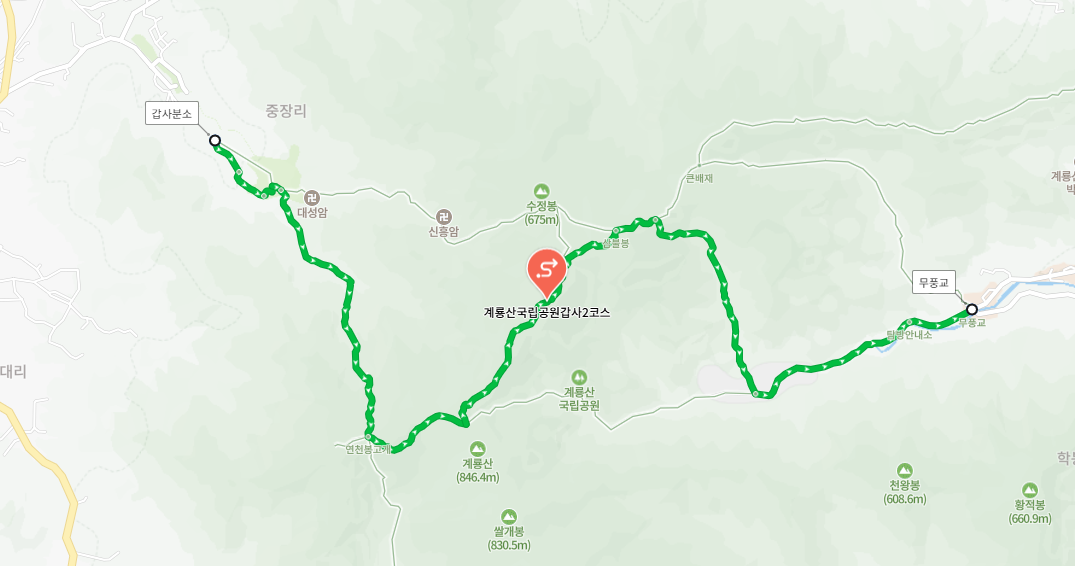 갑사분소
중장리
큰배재
계룡산
박
대성암
수정봉
(675m)
신흥암
쌍불봉
무풍교
계룡산국립공원갑사2코스
무풍교
탐방안내소
대리
계룡산
국립공원
연천봉고개
계룡산
(846.4m)
학봉
천왕봉
(608.6m)
황적봉
(660.9m)
쌀개봉
(830.5m)